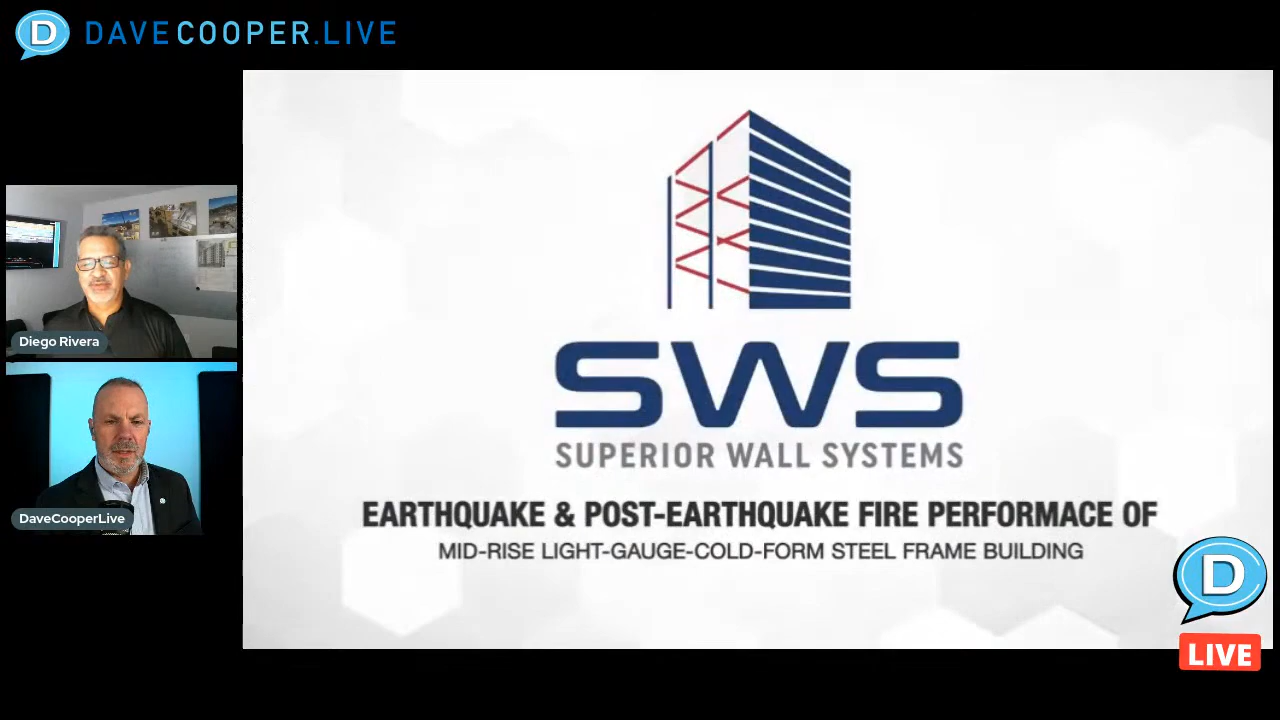 D DAVECOOPER.LIVE
Diego Rivera
DaveCooperLive
SWS
SUPERIOR WALL SYSTEMS
EARTHQUAKE & POST-EARTHQUAKE FIRE PERFORMACE OF
MID-RISE LIGHT-GAUGE-COLD-FORM STEEL FRAME BUILDING
D
LIVE